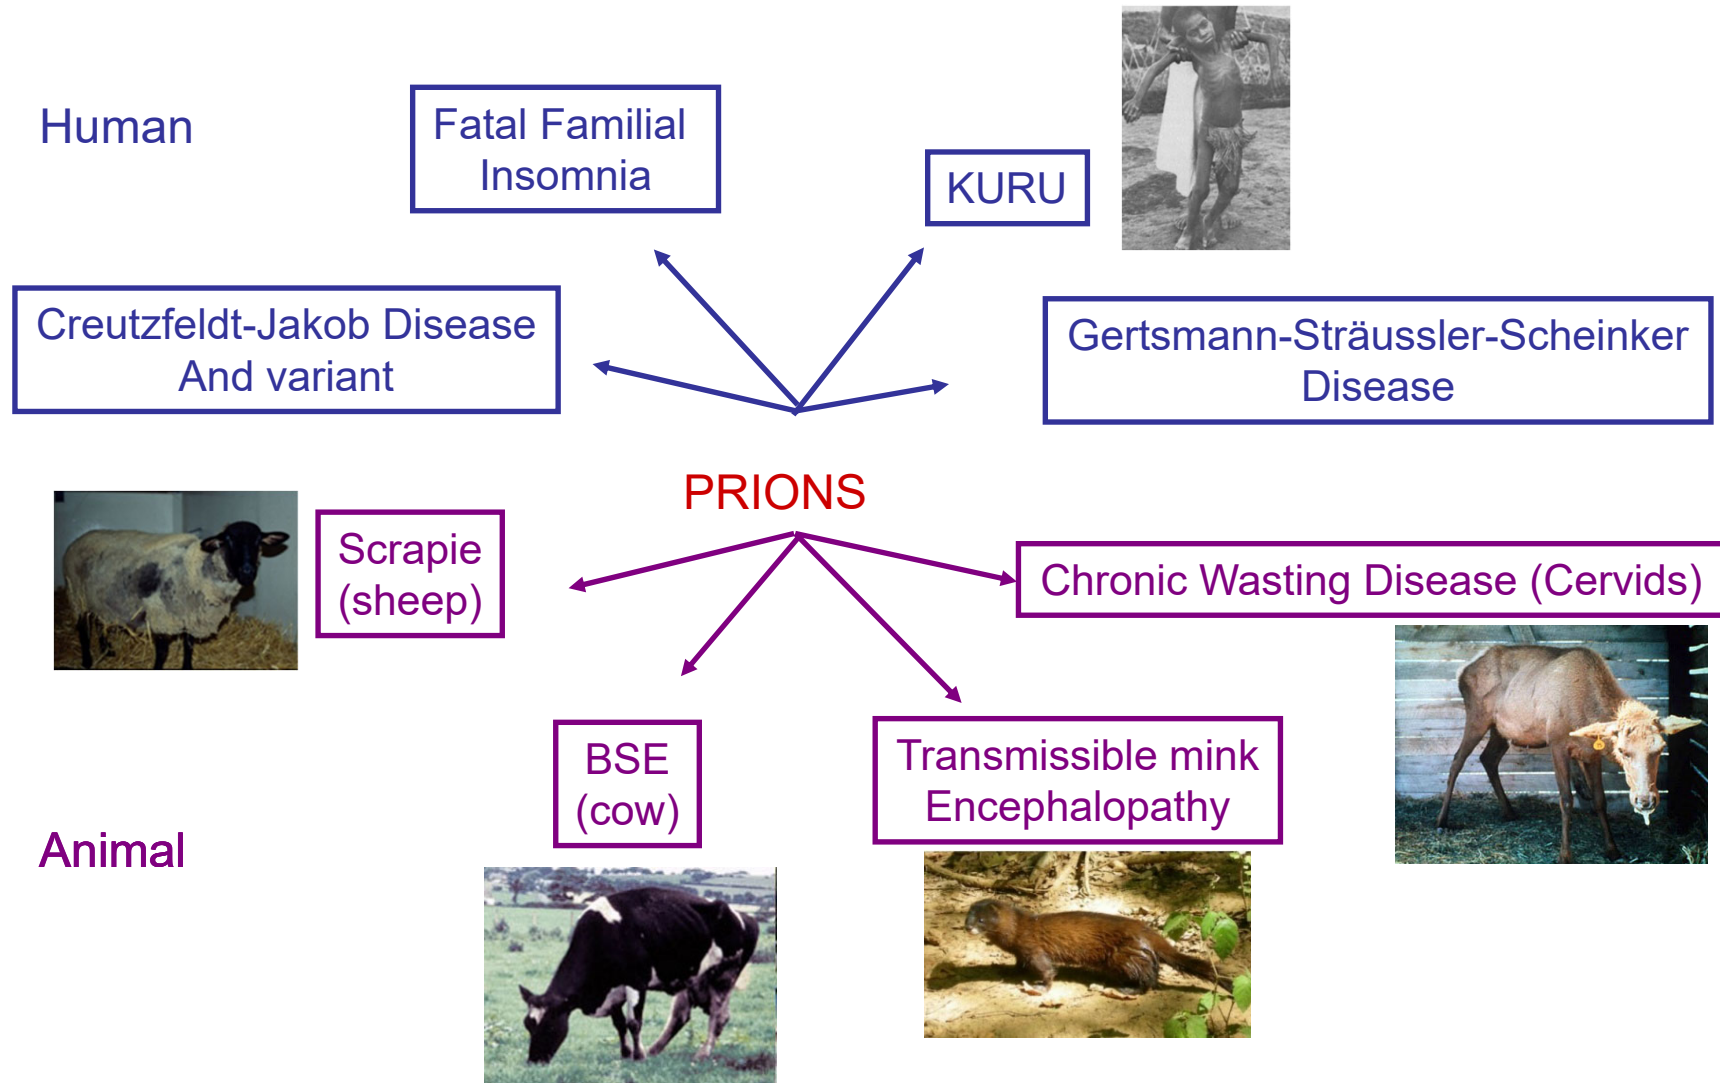 Human
Fatal Familial
Insomnia
KURU
Creutzfeldt-Jakob Disease
And variant
Gertsmann-Sträussler-Scheinker
Disease
PRIONS
Scrapie
(sheep)
Chronic Wasting Disease (Cervids)
BSE
(cow)
Transmissible mink
Encephalopathy
Animal